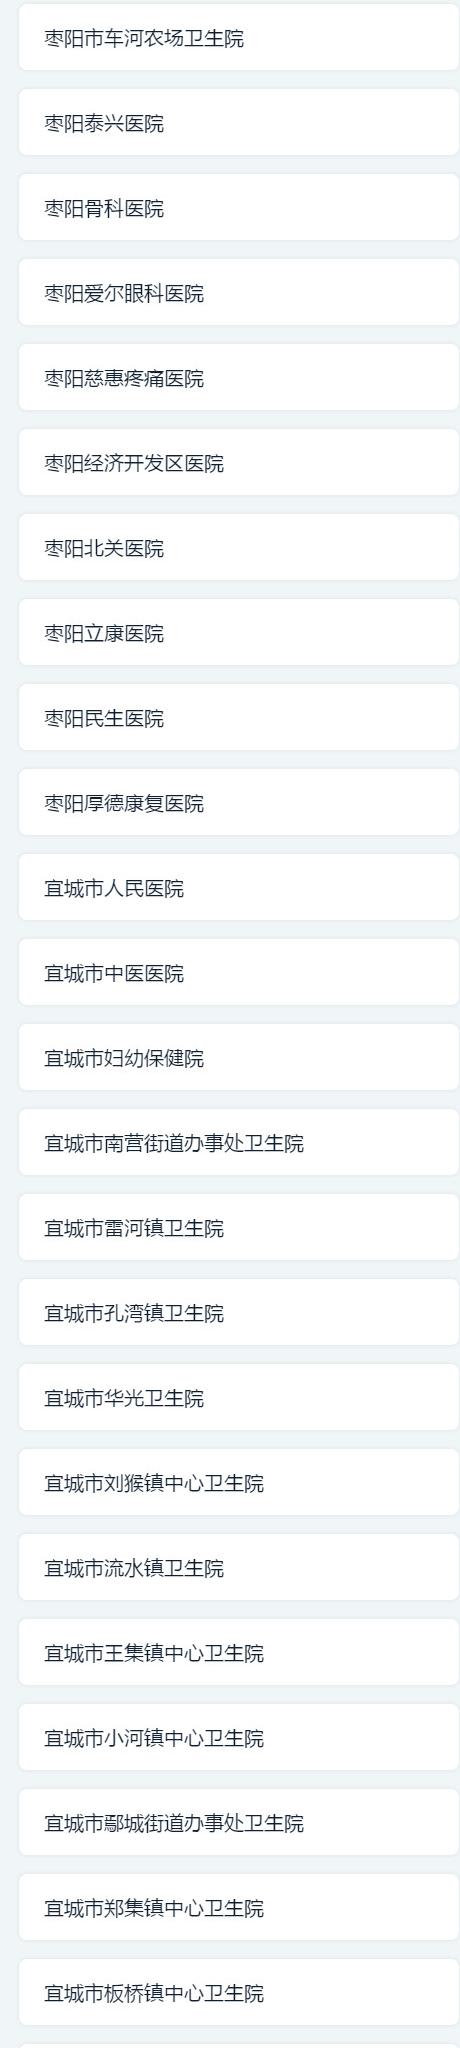 枣阳市车河农场卫生院
枣阳泰兴医院
枣阳骨科医院
枣阳爱尔眼科医院
枣阳慈惠疼痛医院
枣阳经济开发区医院
枣阳北关医院
枣阳立康医院
枣阳民生医院
枣阳厚德康复医院
宜城市人民医院
宜城市中医医院
宜城市妇幼保健院
宜城市南营街道办事处卫生院
宜城市雷河镇卫生院
宜城市孔湾镇卫生院
宜城市华光卫生院
宜城市刘猴镇中心卫生院
宜城市流水镇卫生院
宜城市王集镇中心卫生院
宜城市小河镇中心卫生院
宜城市鄢城街道办事处卫生院
宜城市郑集镇中心卫生院
宜城市板桥镇中心卫生院